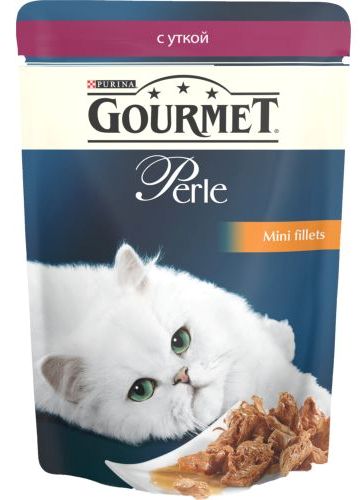 с уткой
PURINA
GOURMET®
Perle
Mini fillets